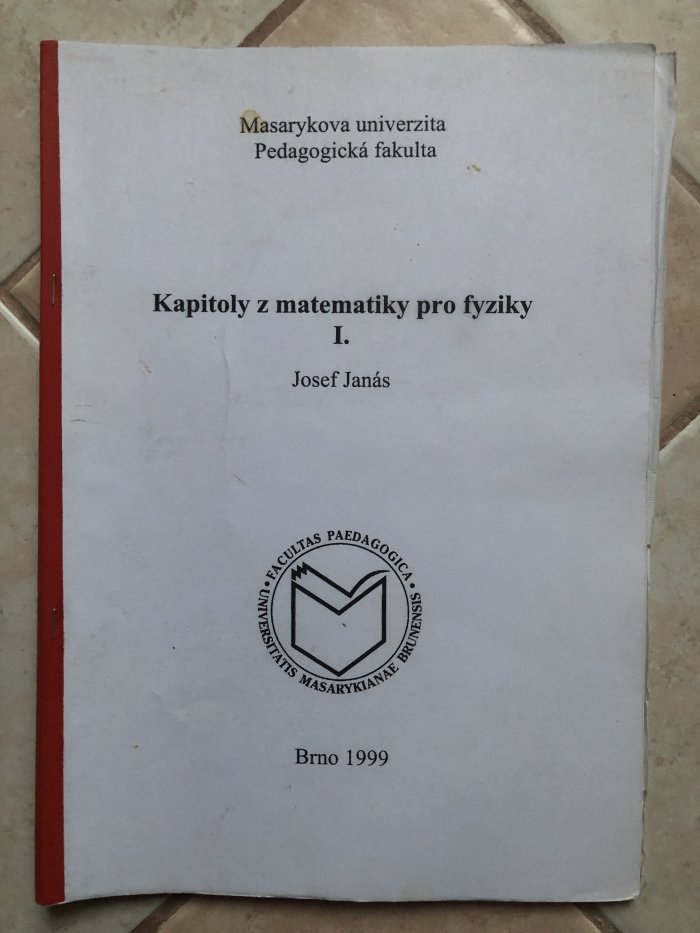 Masarykova univerzita
Pedagogická fakulta
Kapitoly z matematiky pro fyziky
I.
Josef Janás
• FACULTAS PAEDAGOGICA •
UNIVERSITATIS MASARYKIANAE BRUNENSIS
Brno 1999